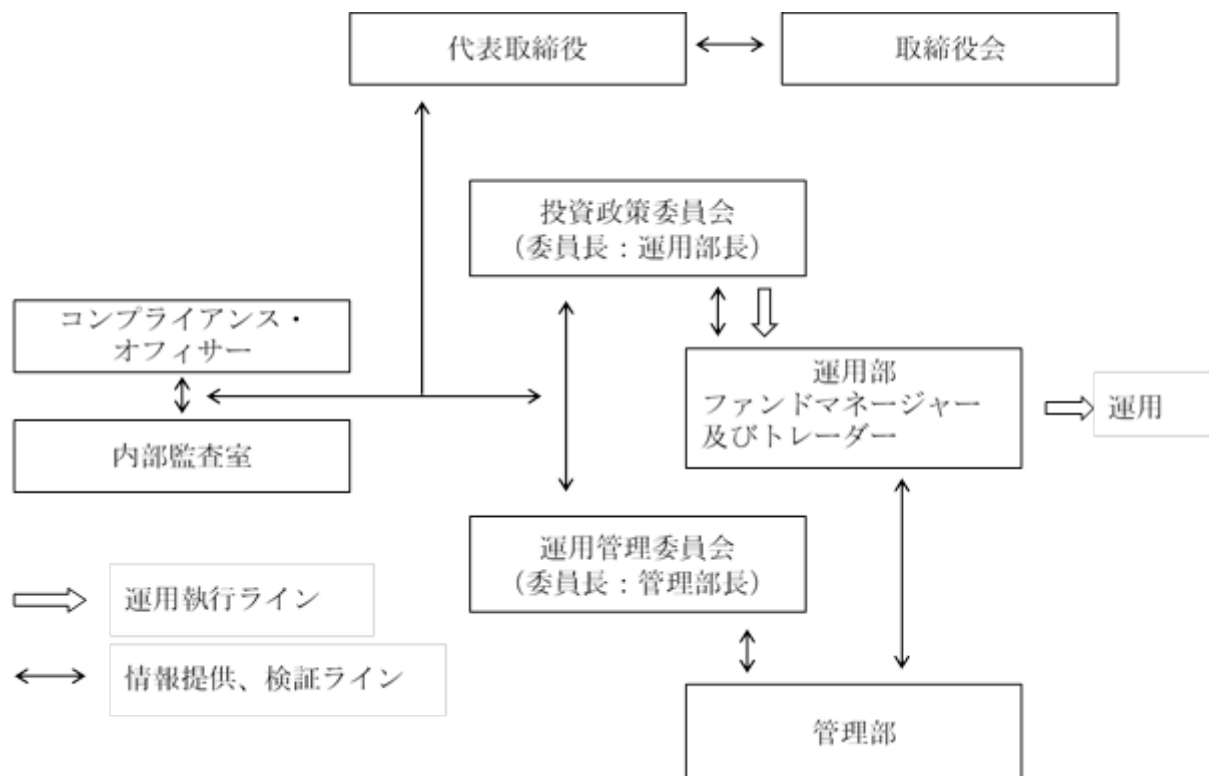 代表取締役
取締役会
投資政策委員会
（委員長：運用部長）
コンプライアンス・
オフィサー
運用部
ファンドマネージャー
及びトレーダー
運用
内部監査室
運用管理委員会
（委員長：管理部長）
運用執行ライン
情報提供、検証ライン
管理部